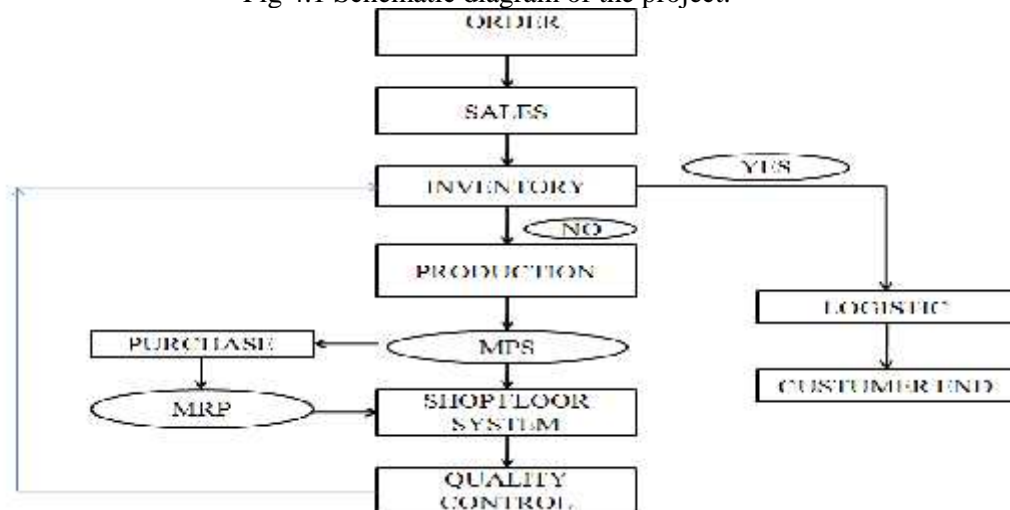 Fig 4.1 Schematic diagram of the project.
ORDER
SALES
INVENTORY
YES
NO
PRODUCTION
LOGISTIC
PURCHASE
MPS
CUSTUMER END
MRP
SHOPFLOOR
SYSTEM
QUALITY
CONTROL